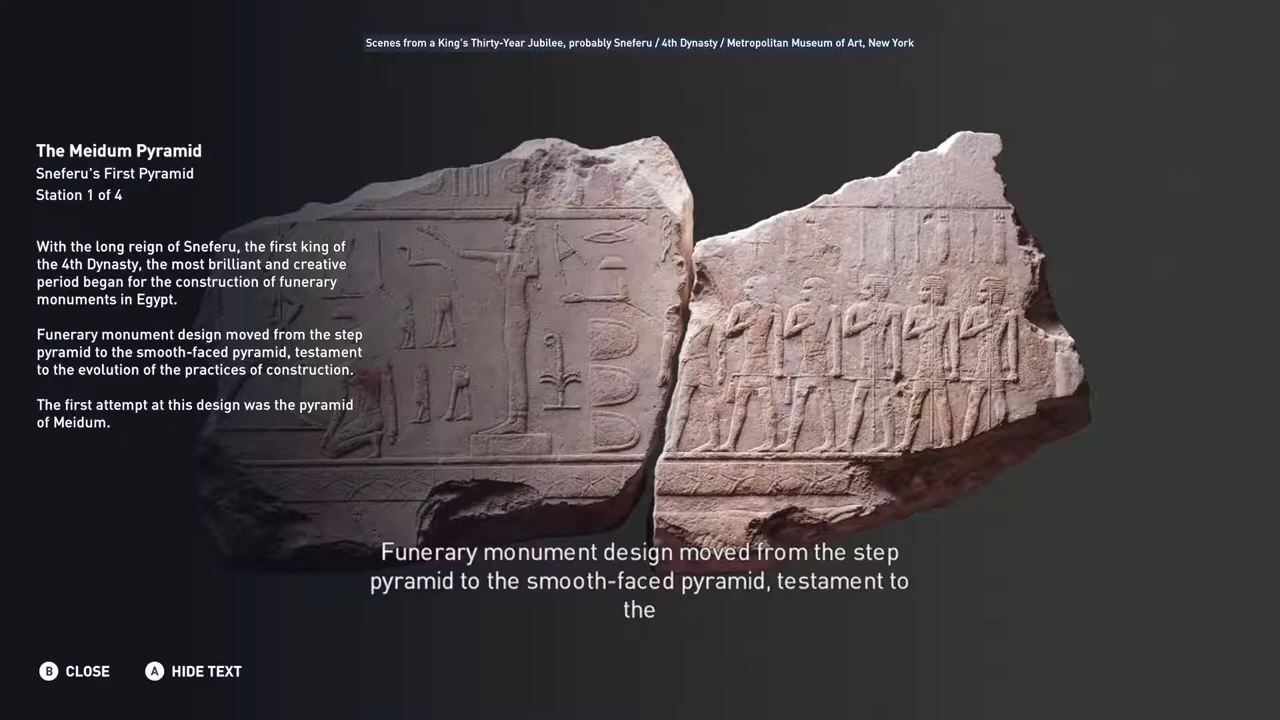 Scenes from a King's Thirty-Year Jubilee, probably Sneferu / 4th Dynasty / Metropolitan Museum of Art, New York
The Meidum Pyramid
Sneferu's First Pyramid
Station 1 of 4
With the long reign of Sneferu, the first king of
the 4th Dynasty, the most brilliant and creative
period began for the construction of funerary
monuments in Egypt.
Funerary monument design moved from the step
pyramid to the smooth-faced pyramid, testament
to the evolution of the practices of construction.
The first attempt at this design was the pyramid
of Meidum.
Funerary monument design moved from the step
pyramid to the smooth-faced pyramid, testament to
the
B CLOSE
A HIDE TEXT